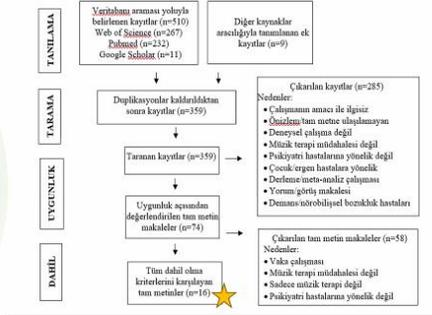 TANILAMA
Veritabanı araması yoluyla
belirlenen kayıtlar (n=510)
Web of Science (n=267)
Pubmed (n=232)
Google Scholar (n=11)
Diğer kaynaklar
aracılığıyla tanımlanan ek
kayıtlar (n=9)
TARAMA
Duplikasyonlar kaldırıldıktan
sonra kayıtlar (n=359)
Taranan kayıtlar (n=359)
Çıkarılan kayıtlar (n=285)
Nedenler:
• Çalışmanın amacı ile ilgisiz
• Önizlem/tam metne ulaşılamayan
• Deneysel çalışma değil
• Müzik terapi müdahalesi değil
• Psikiyatri hastalarına yönelik değil
• Çocuk/ergen hastalara yönelik
• Derleme/meta-analiz çalışması
• Yorum/görüş makalesi
• Demans/nörobilişsel bozukluk hastaları
UYGUNLUK
Uygunluk açısından
değerlendirilen tam metin
makaleler (n=74)
Çıkarılan tam metin makaleler (n=58)
Nedenler:
• Vaka çalışması
• Müzik terapi müdahalesi değil
• Sadece müzik terapi değil
• Psikiyatri hastalarına yönelik değil
DAHİL
Tüm dahil olma
kriterlerini karşılayan
tam metinler (n=16)